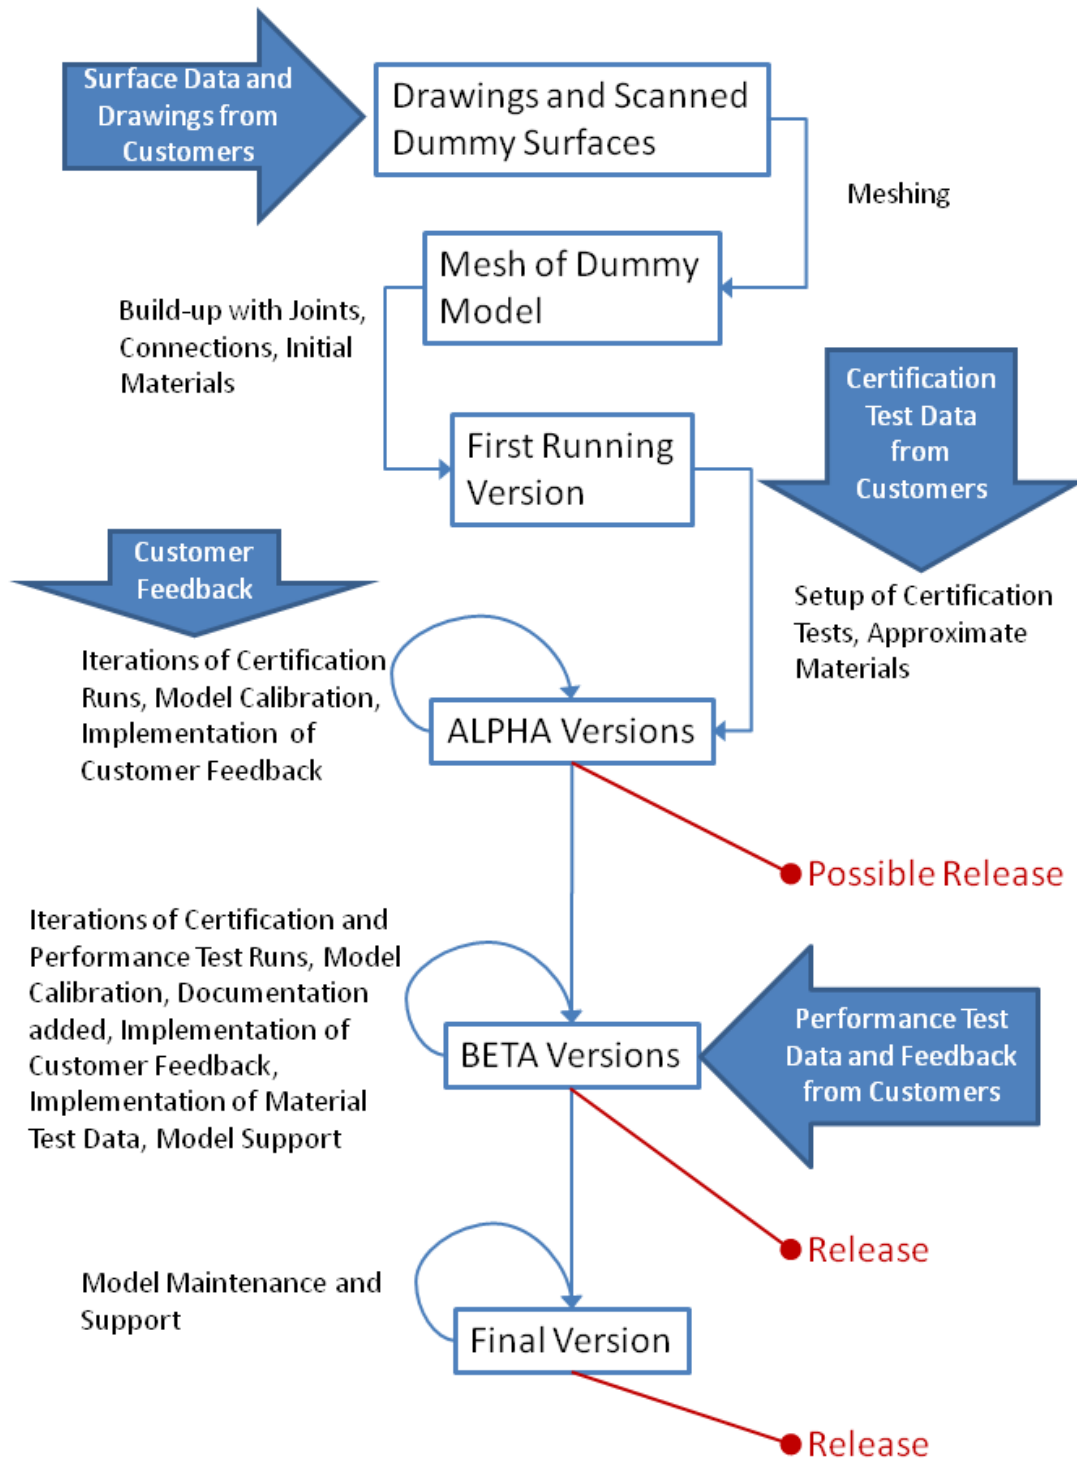 Surface Data and
Drawings from
Customers
Drawings and Scanned
Dummy Surfaces
Meshing
Mesh of Dummy
Model
Build-up with Joints,
Connections, Initial
Materials
Certification
Test Data
from
Customers
First Running
Version
Customer
Feedback
Setup of Certification
Tests, Approximate
Materials
Iterations of Certification
Runs, Model Calibration,
Implementation of
Customer Feedback
ALPHA Versions
Possible Release
Iterations of Certification and
Performance Test Runs, Model
Calibration, Documentation
added, Implementation of
Customer Feedback,
Implementation of Material
Test Data, Model Support
BETA Versions
Performance Test
Data and Feedback
from Customers
Release
Model Maintenance and
Support
Final Version
Release